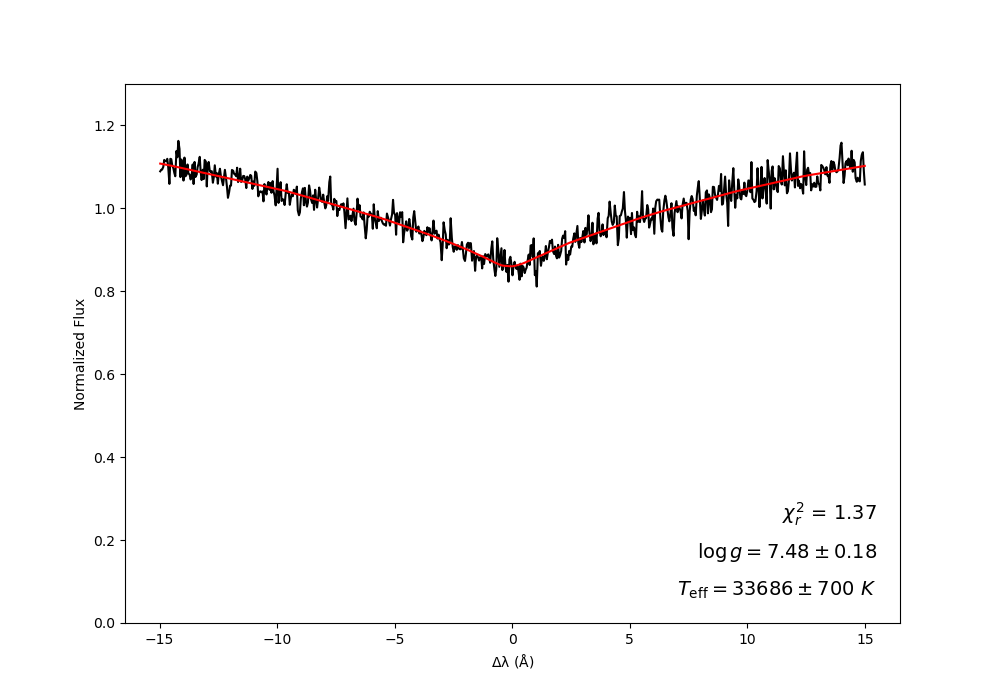 1.2
1.0
0.8
0.6
0.4
0.2
0.0
Normalized Flux
χ²ᵣ = 1.37
log g = 7.48 ± 0.18
T_eff = 33686 ± 700 K
−15 −10 −5 0 5 10 15
Δλ (Å)